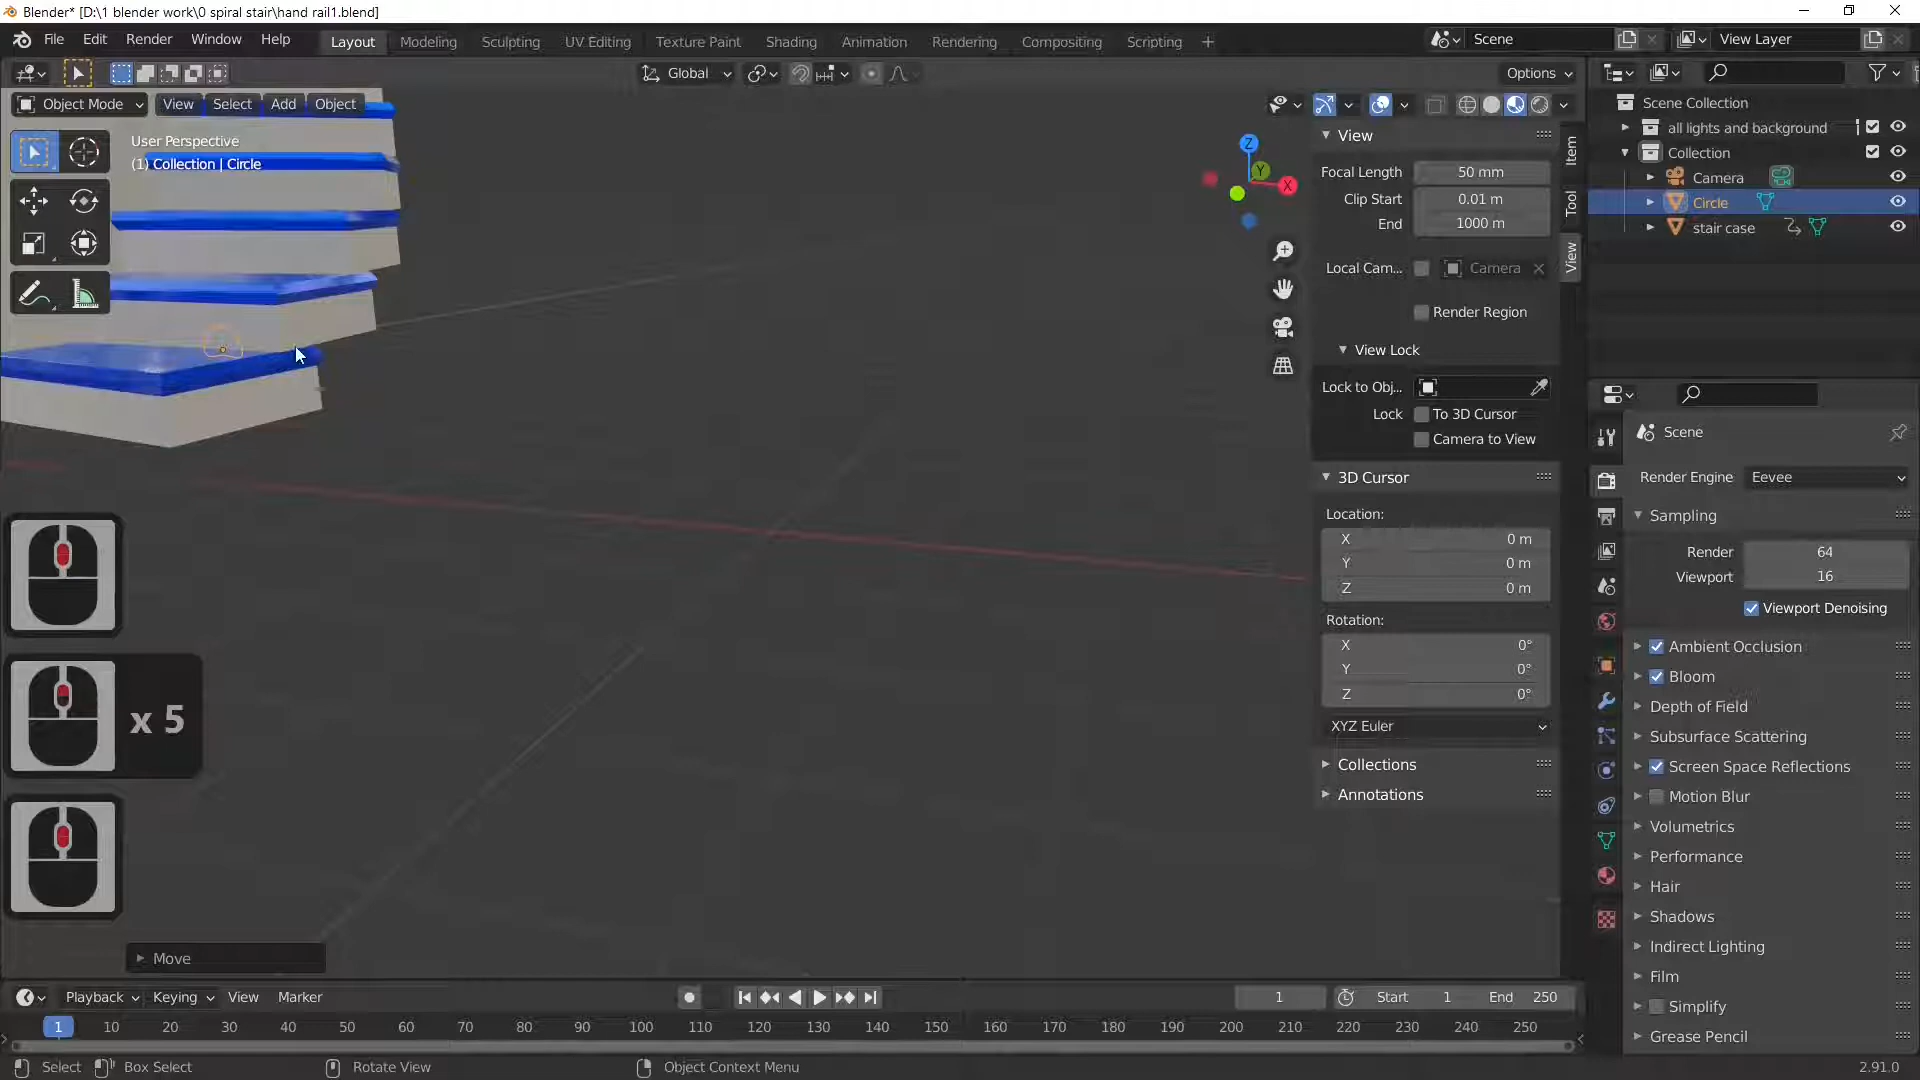 Blender* [D:\1 blender work\0 spiral stair\hand rail1.blend]
File Edit Render Window Help Layout Modeling Sculpting UV Editing Texture Paint Shading Animation Rendering Compositing Scripting + Scene View Layer
Global Options
Object Mode View Select Add Object
User Perspective
(1) Collection | Circle
Z
Y
X
View
Focal Length 50 mm
Clip Start 0.01 m
End 1000 m
Local Cam... Camera
Render Region
View Lock
Lock to Obj...
Lock To 3D Cursor
Camera to View
3D Cursor
Location:
X 0 m
Y 0 m
Z 0 m
Rotation:
X 0°
Y 0°
Z 0°
XYZ Euler
Collections
Annotations
Item
Tool
View
Scene Collection
all lights and background
Collection
Camera
Circle
stair case
Scene
Render Engine Eevee
Sampling
Render 64
Viewport 16
Viewport Denoising
Ambient Occlusion
Bloom
Depth of Field
Subsurface Scattering
Screen Space Reflections
Motion Blur
Volumetrics
Performance
Hair
Shadows
Indirect Lighting
Film
Simplify
Grease Pencil
x 5
Move
Playback Keying View Marker 1 Start 1 End 250
1 10 20 30 40 50 60 70 80 90 100 110 120 130 140 150 160 170 180 190 200 210 220 230 240 250
Select Box Select Rotate View Object Context Menu 2.91.0